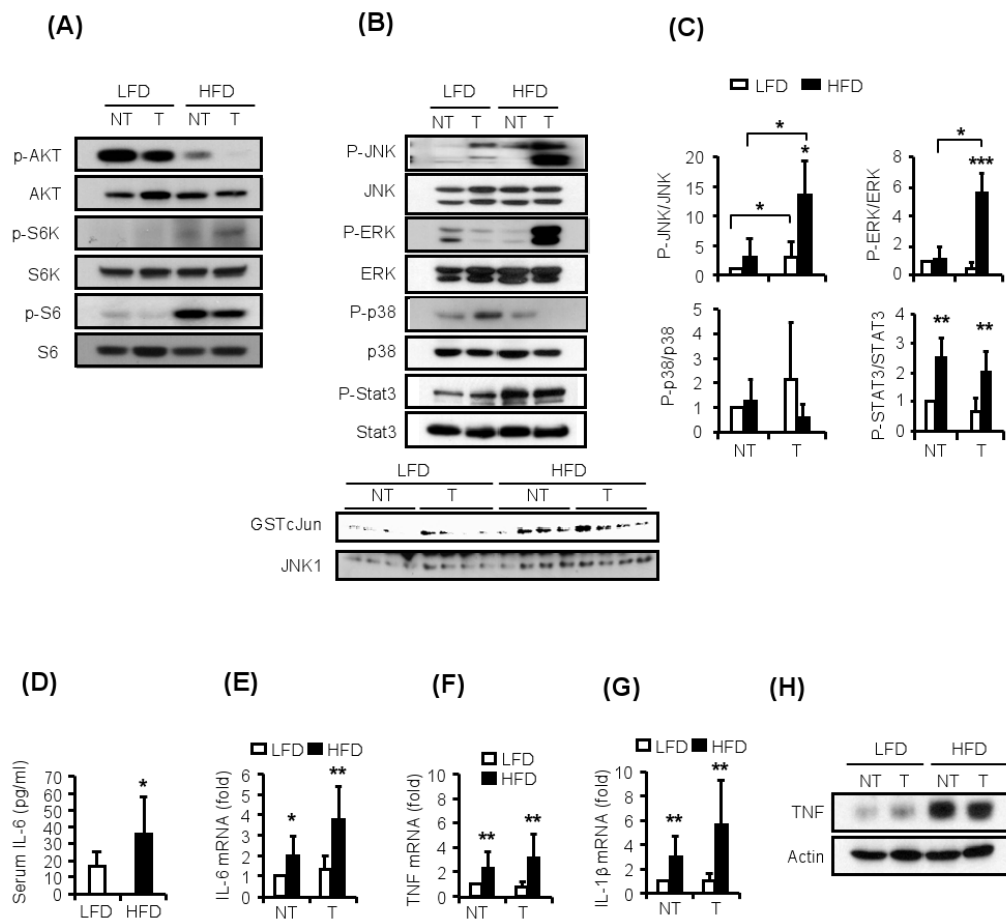 (A)
LFD HFD
NT T NT T
p-AKT
AKT
p-S6K
S6K
p-S6
S6
(B)
LFD HFD
NT T NT T
P-JNK
JNK
P-ERK
ERK
P-p38
p38
P-Stat3
Stat3
LFD HFD
NT T NT T
GSTcJun
JNK1
(C)
LFD HFD
P-JNK/JNK
20
15
10
5
0
*
*
*
P-ERK/ERK
8
6
4
2
0
*
***
P-p38/p38
5
4
3
2
1
0
NT T
P-STAT3/STAT3
4
3
2
1
0
**
**
NT T
(D)
Serum IL-6 (pg/ml)
70
60
50
40
30
20
10
0
*
LFD HFD
(E)
LFD HFD
IL-6 mRNA (fold)
6
5
4
3
2
1
0
*
**
NT T
(F)
LFD
HFD
TNF mRNA (fold)
10
8
6
4
2
0
**
**
NT T
(G)
LFD HFD
IL-1β mRNA (fold)
10
8
6
4
2
0
**
**
NT T
(H)
LFD HFD
NT T NT T
TNF
Actin